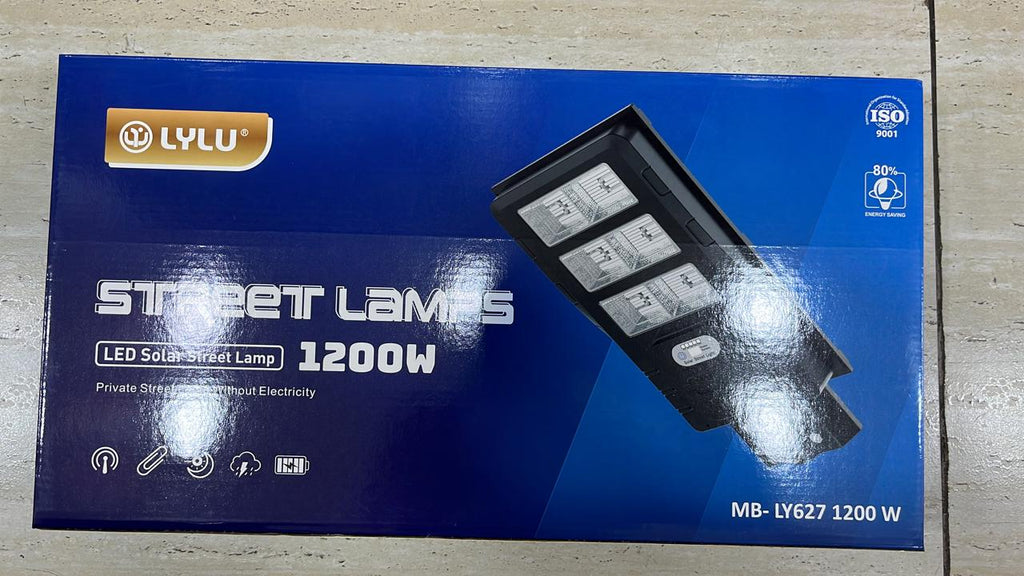 LYLU®
ISO
9001
80%
ENERGY SAVING
STREET LAMPS
LED Solar Street Lamp 1200W
Private Street Without Electricity
MB- LY627 1200 W